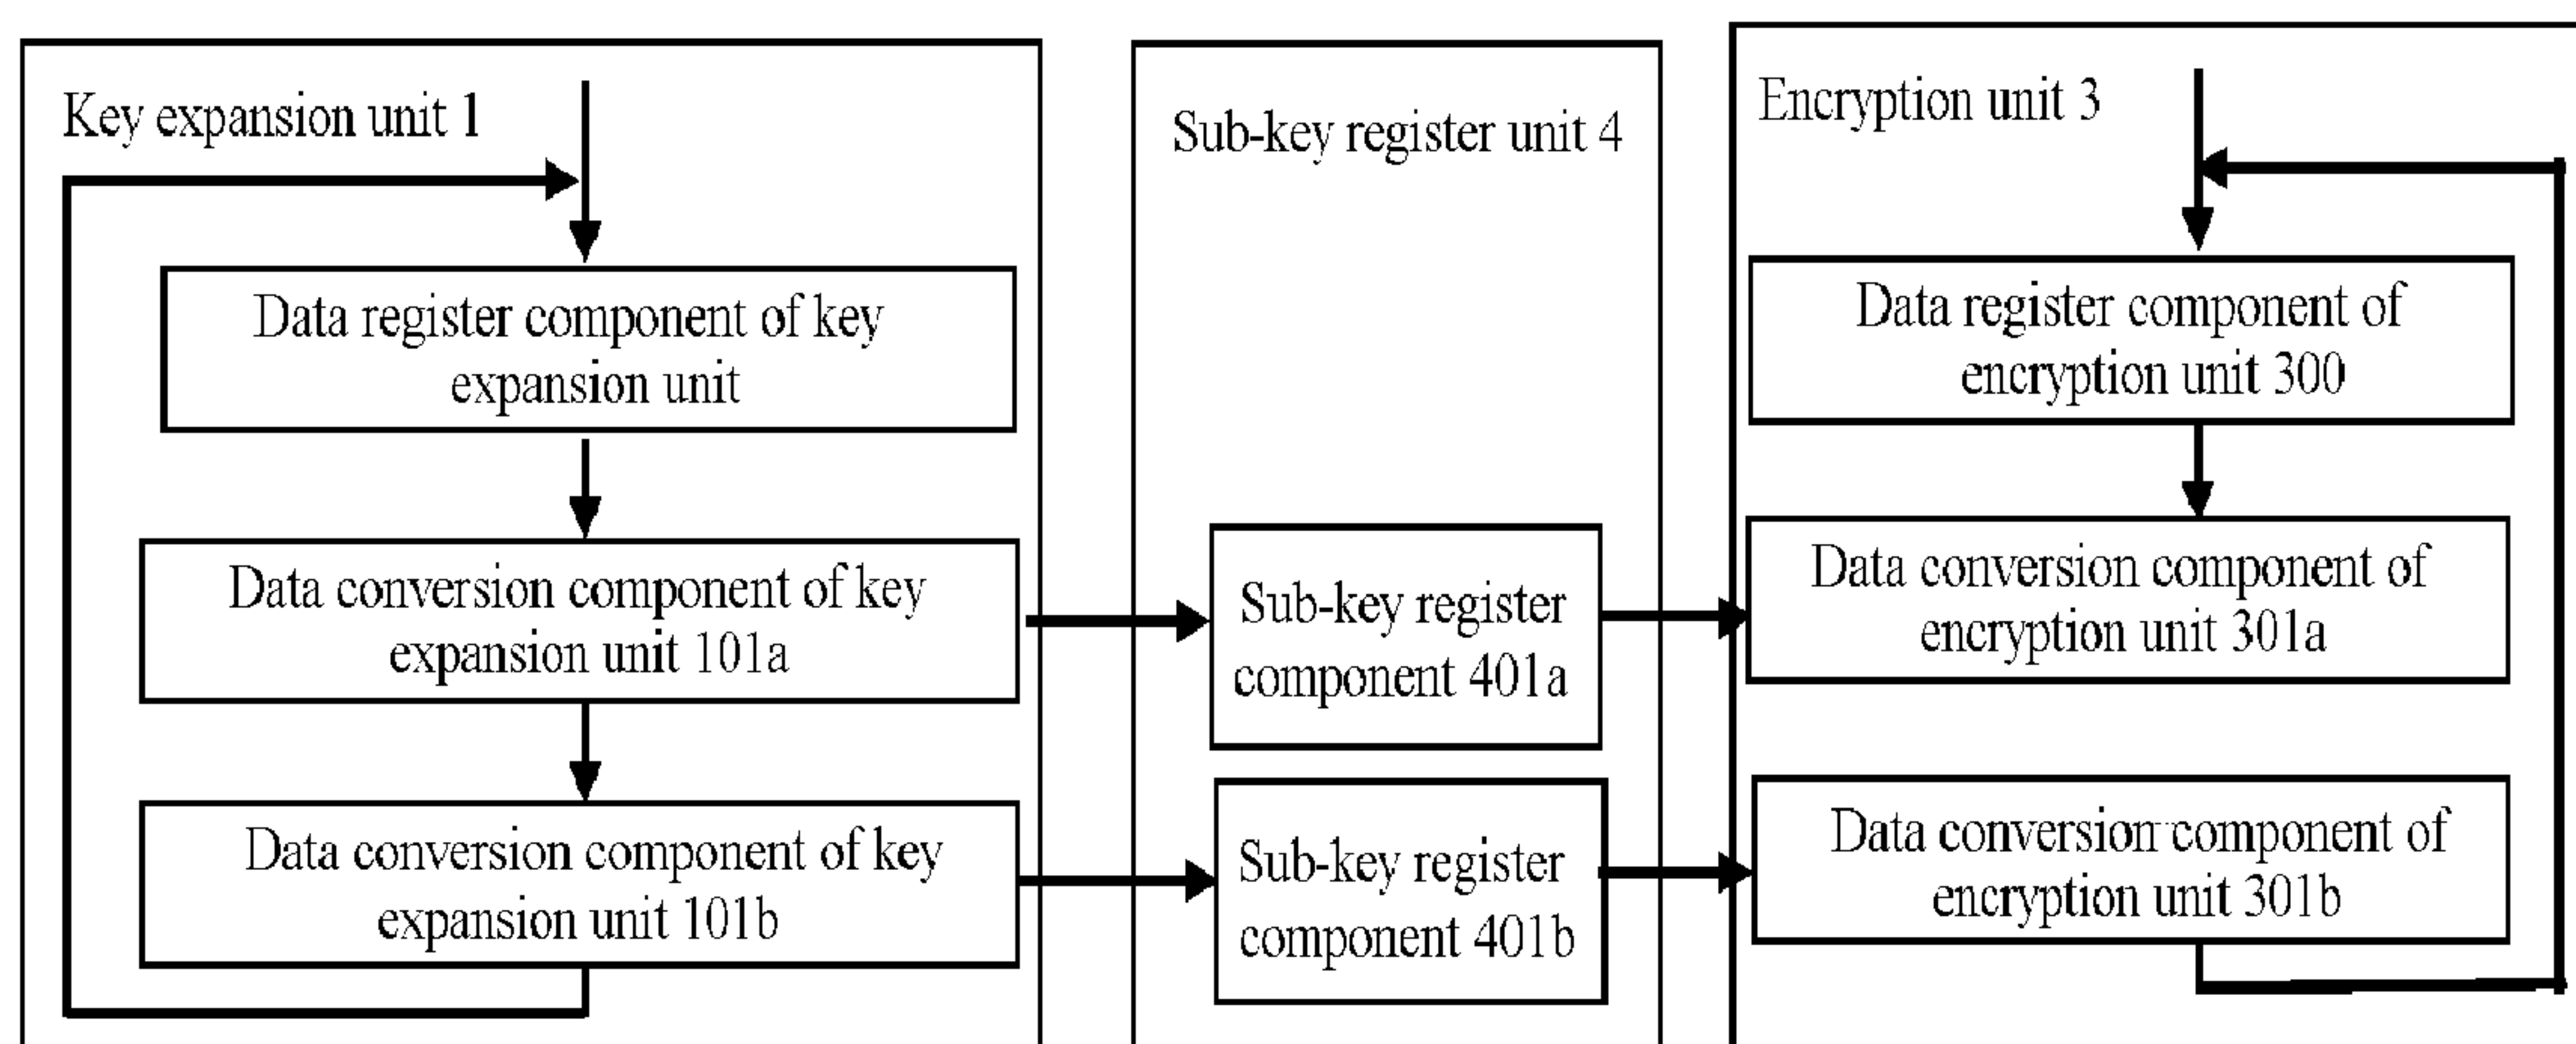 Key expansion unit 1
Data register component of key
expansion unit
Data conversion component of key
expansion unit 101a
Data conversion component of key
expansion unit 101b
Sub-key register unit 4
Sub-key register
component 401a
Sub-key register
component 401b
Encryption unit 3
Data register component of
encryption unit 300
Data conversion component of
encryption unit 301a
Data conversion component of
encryption unit 301b